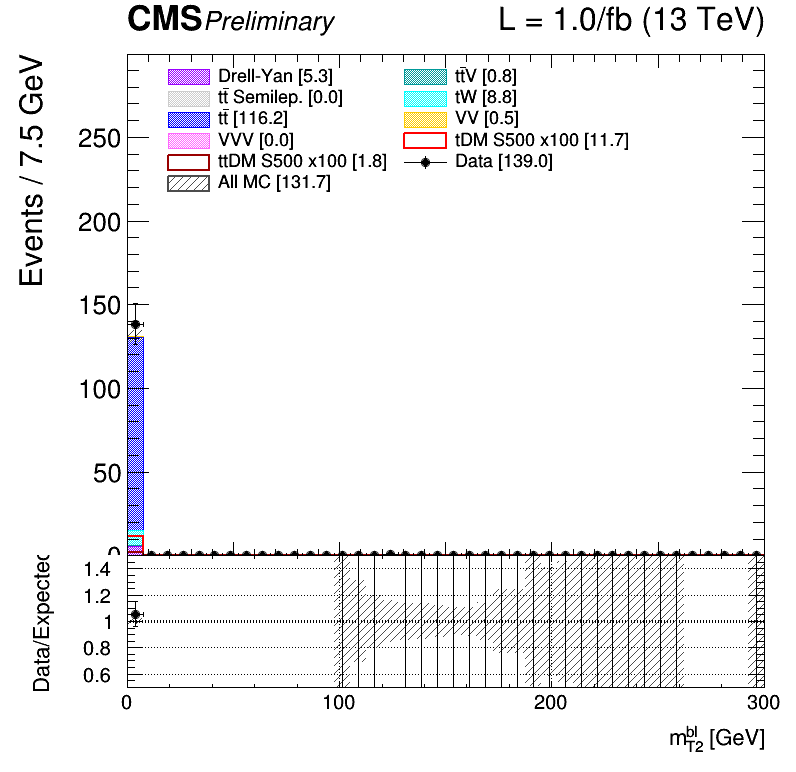 CMS Preliminary L = 1.0/fb (13 TeV)
Events / 7.5 GeV
Drell-Yan [5.3]
tt̄ Semilep. [0.0]
tt̄ [116.2]
VVV [0.0]
ttDM S500 x100 [1.8]
All MC [131.7]
tt̄V [0.8]
tW [8.8]
VV [0.5]
tDM S500 x100 [11.7]
Data [139.0]
250
200
150
100
50
0
Data/Expected
1.4
1.2
1
0.8
0.6
0 100 200 300
m_{T2}^{bl} [GeV]